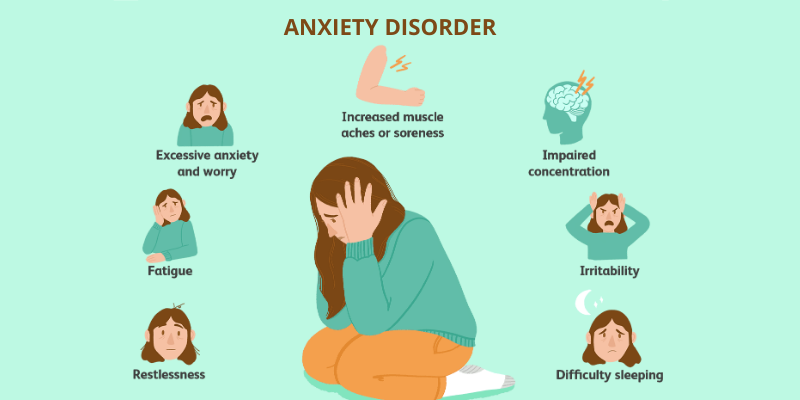 ANXIETY DISORDER
Increased muscle
aches or soreness
Excessive anxiety
and worry
Impaired
concentration
Fatigue
Irritability
Restlessness
Difficulty sleeping